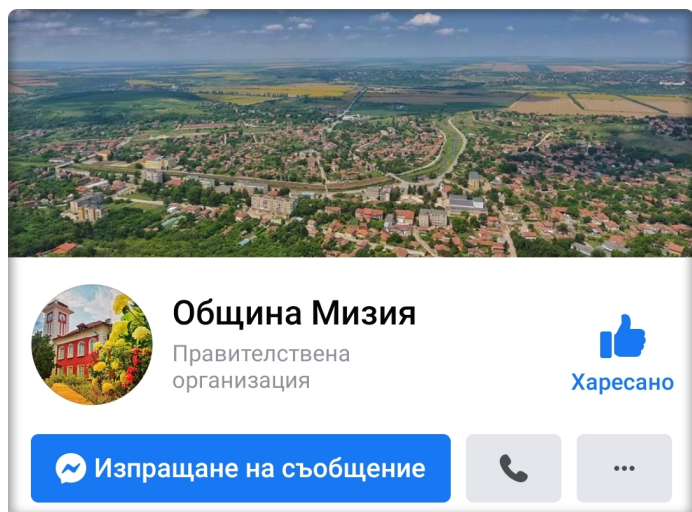 Община Мизия
Правителствена
организация
Харесано
Изпращане на съобщение